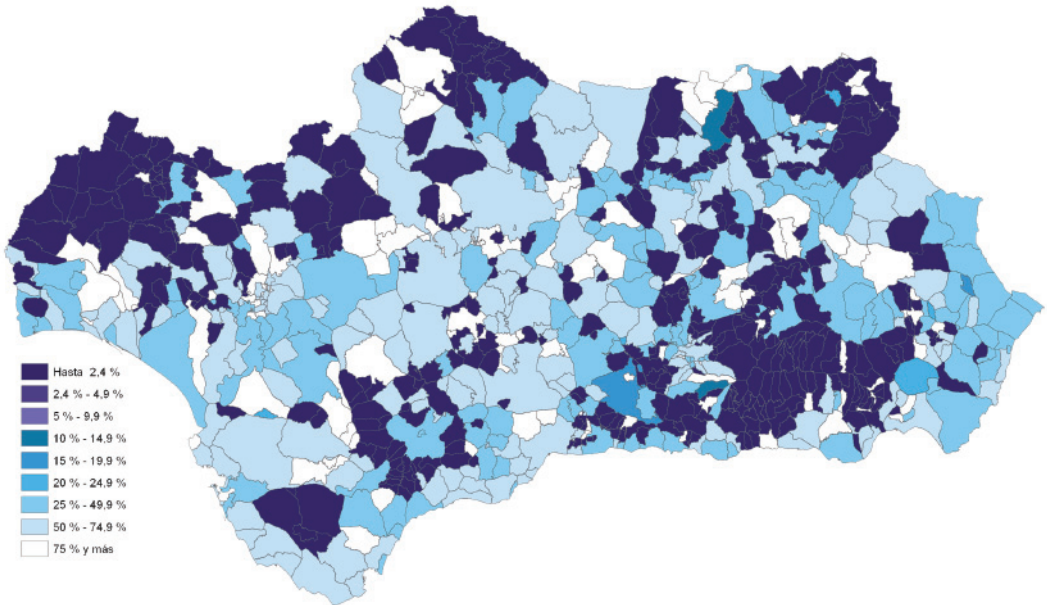 Hasta 2,4 %
2,4 % - 4,9 %
5 % - 9,9 %
10 % - 14,9 %
15 % - 19,9 %
20 % - 24,9 %
25 % - 49,9 %
50 % - 74,9 %
75 % y más